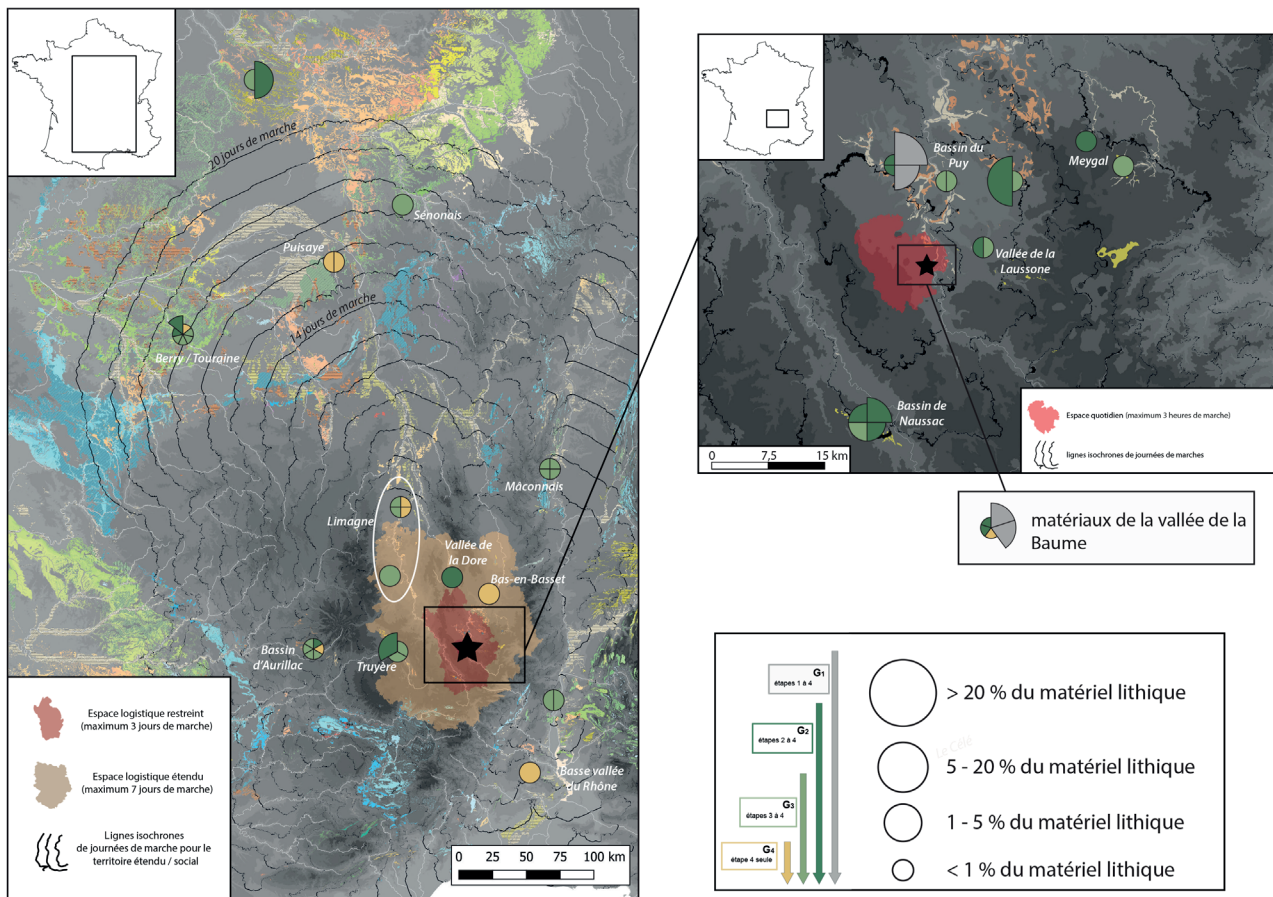 20 jours de marche
Sénonais
Puisaye
14 jours de marche
Berry / Touraine
Mâconnais
Limagne
Vallée de
la Dore
Bas-en-Basset
Bassin
d'Aurillac
Truyère
Basse vallée
du Rhône
Espace logistique restreint
(maximum 3 jours de marche)
Espace logistique étendu
(maximum 7 jours de marche)
Lignes isochrones
de journées de marche pour le
territoire étendu / social
0 25 50 75 100 km
Bassin du
Puy
Meygal
Vallée de la
Laussone
Bassin de
Naussac
0 7,5 15 km
Espace quotidien (maximum 3 heures de marche)
lignes isochrones de journées de marches
matériaux de la vallée de la
Baume
G1
étapes 1 à 4
G2
étapes 2 à 4
G3
étapes 3 à 4
G4
étape 4 seule
> 20 % du matériel lithique
5 - 20 % du matériel lithique
1 - 5 % du matériel lithique
< 1 % du matériel lithique
Le Célé